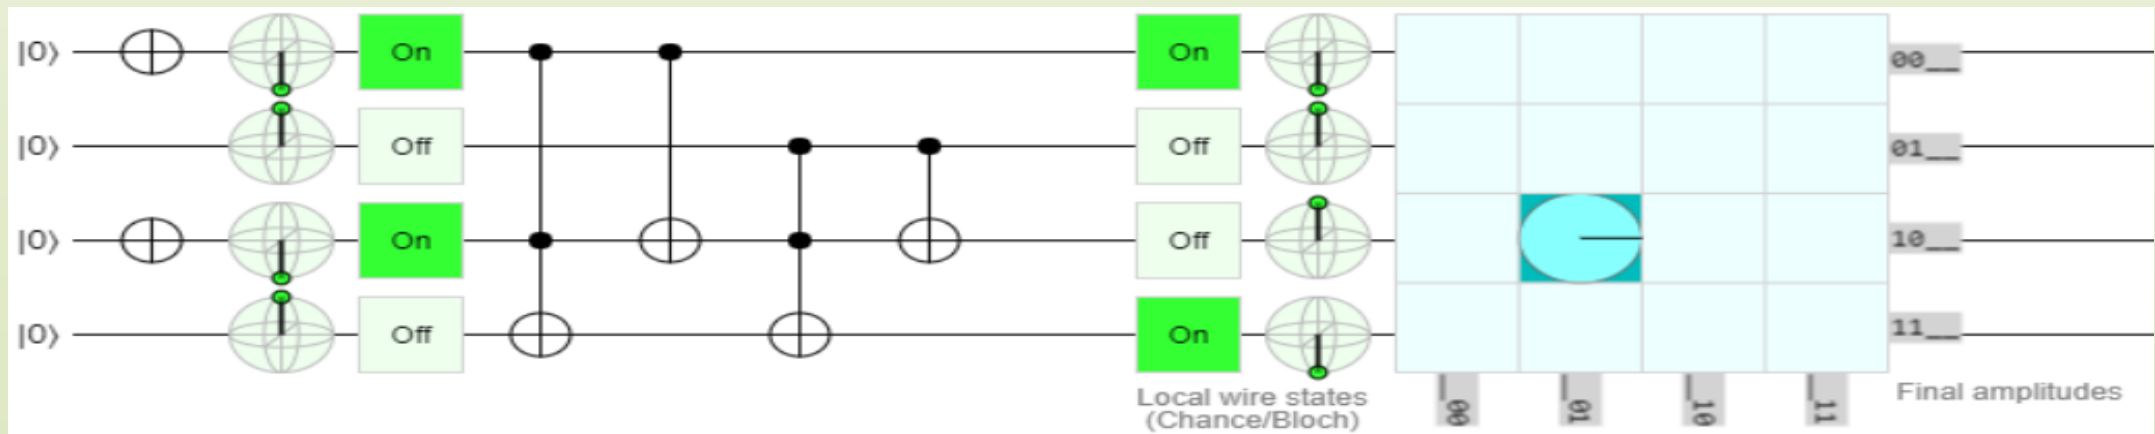 |0⟩ On On 00__
|0⟩ Off Off 01__
|0⟩ On Off 10__
|0⟩ Off On 11__
Local wire states
(Chance/Bloch)
__00 __01 __10 __11
Final amplitudes